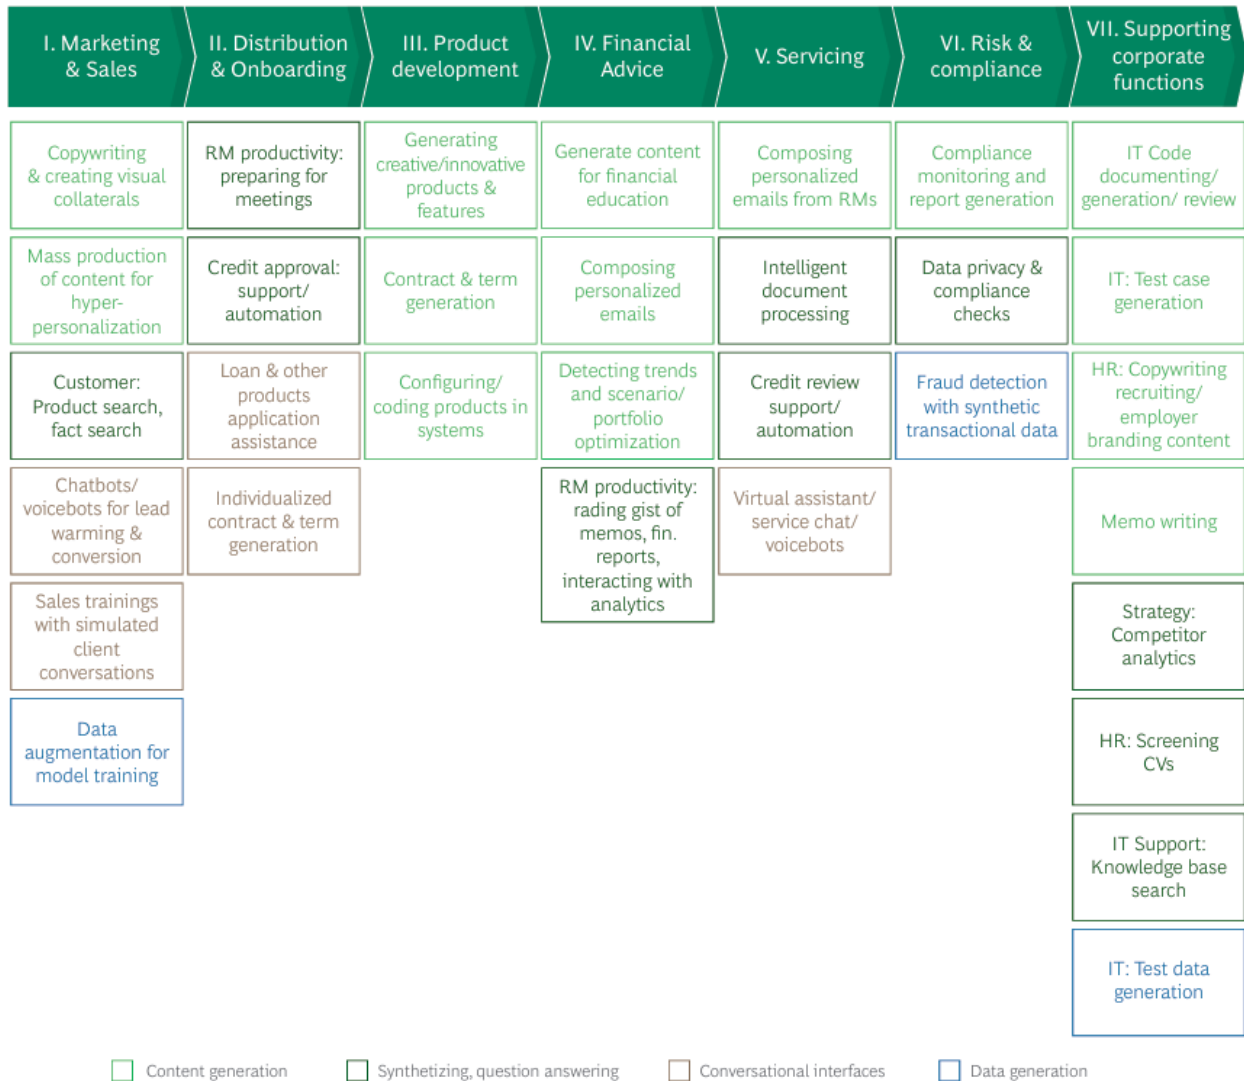 I. Marketing
& Sales
II. Distribution
& Onboarding
III. Product
development
IV. Financial
Advice
V. Servicing
VI. Risk &
compliance
VII. Supporting
corporate
functions
Copywriting
& creating visual
collaterals
Mass production
of content for
hyper-
personalization
Customer:
Product search,
fact search
Chatbots/
voicebots for lead
warming &
conversion
Sales trainings
with simulated
client
conversations
Data
augmentation for
model training
RM productivity:
preparing for
meetings
Credit approval:
support/
automation
Loan & other
products
application
assistance
Individualized
contract & term
generation
Generating
creative/innovative
products &
features
Contract & term
generation
Configuring/
coding products in
systems
Generate content
for financial
education
Composing
personalized
emails
Detecting trends
and scenario/
portfolio
optimization
RM productivity:
rading gist of
memos, fin.
reports,
interacting with
analytics
Composing
personalized
emails from RMs
Intelligent
document
processing
Credit review
support/
automation
Virtual assistant/
service chat/
voicebots
Compliance
monitoring and
report generation
Data privacy &
compliance
checks
Fraud detection
with synthetic
transactional data
IT Code
documenting/
generation/ review
IT: Test case
generation
HR: Copywriting
recruiting/
employer
branding content
Memo writing
Strategy:
Competitor
analytics
HR: Screening
CVs
IT Support:
Knowledge base
search
IT: Test data
generation
Content generation
Synthetizing, question answering
Conversational interfaces
Data generation